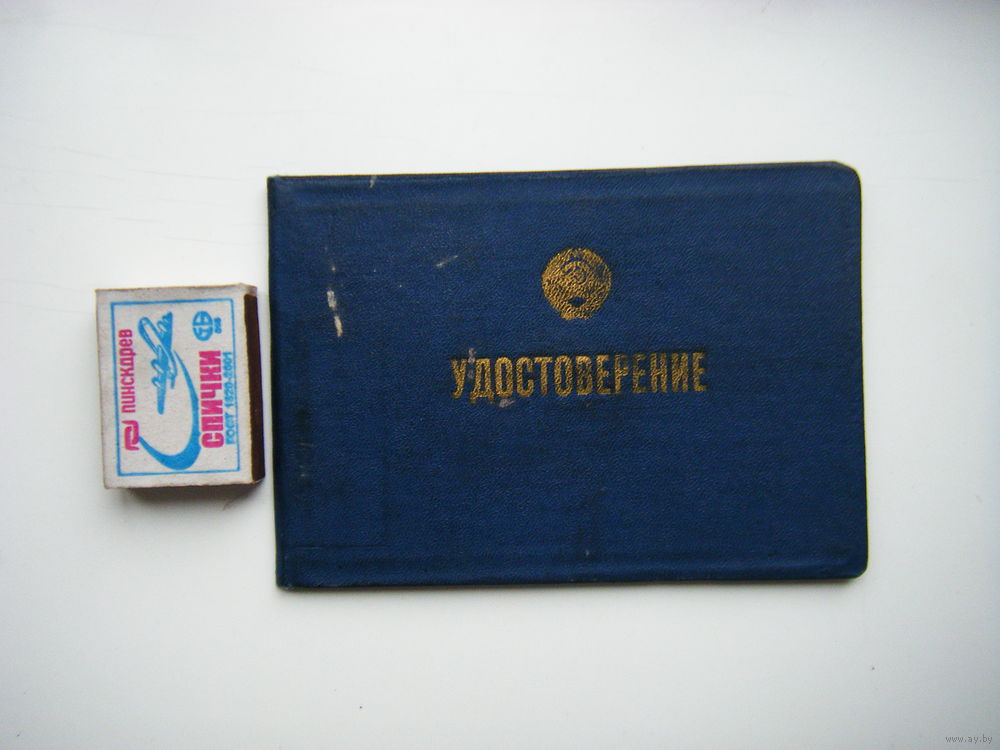 ПИНСКДРЕВ
СПИЧКИ
ГОСТ 1820-2001
УДОСТОВЕРЕНИЕ
www.ay.by